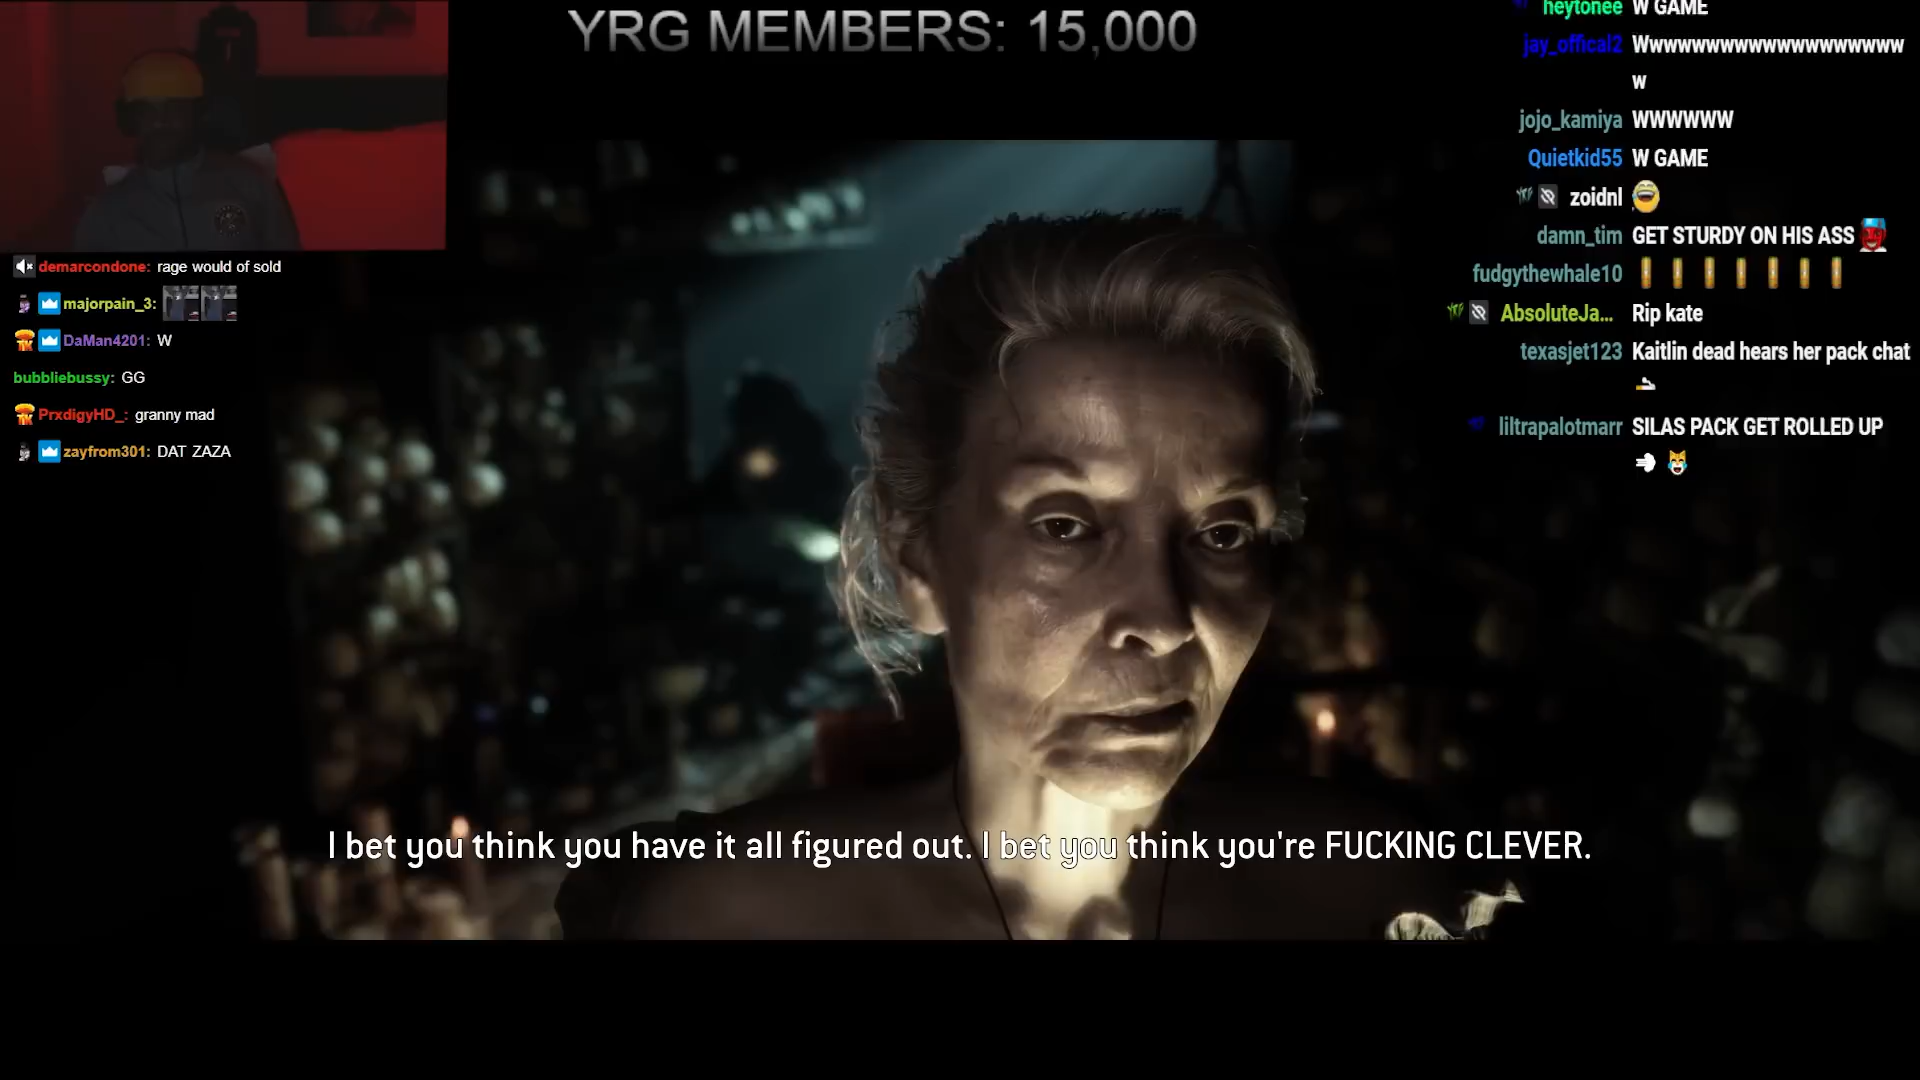 YRG MEMBERS: 15,000
heytonee W GAME
jay_offical2 Wwwwwwwwwwwwwwwwwwww
w
jojo_kamiya WWWWWW
Quietkid55 W GAME
zoidnl 😂
damn_tim GET STURDY ON HIS ASS
fudgythewhale10
AbsoluteJa... Rip kate
texasjet123 Kaitlin dead hears her pack chat
🚬
liltrapalotmarr SILAS PACK GET ROLLED UP
💨 😹
demarcondone: rage would of sold
majorpain_3:
DaMan4201: W
bubbliebussy: GG
PrxdigyHD_: granny mad
zayfrom301: DAT ZAZA
I bet you think you have it all figured out. I bet you think you're FUCKING CLEVER.